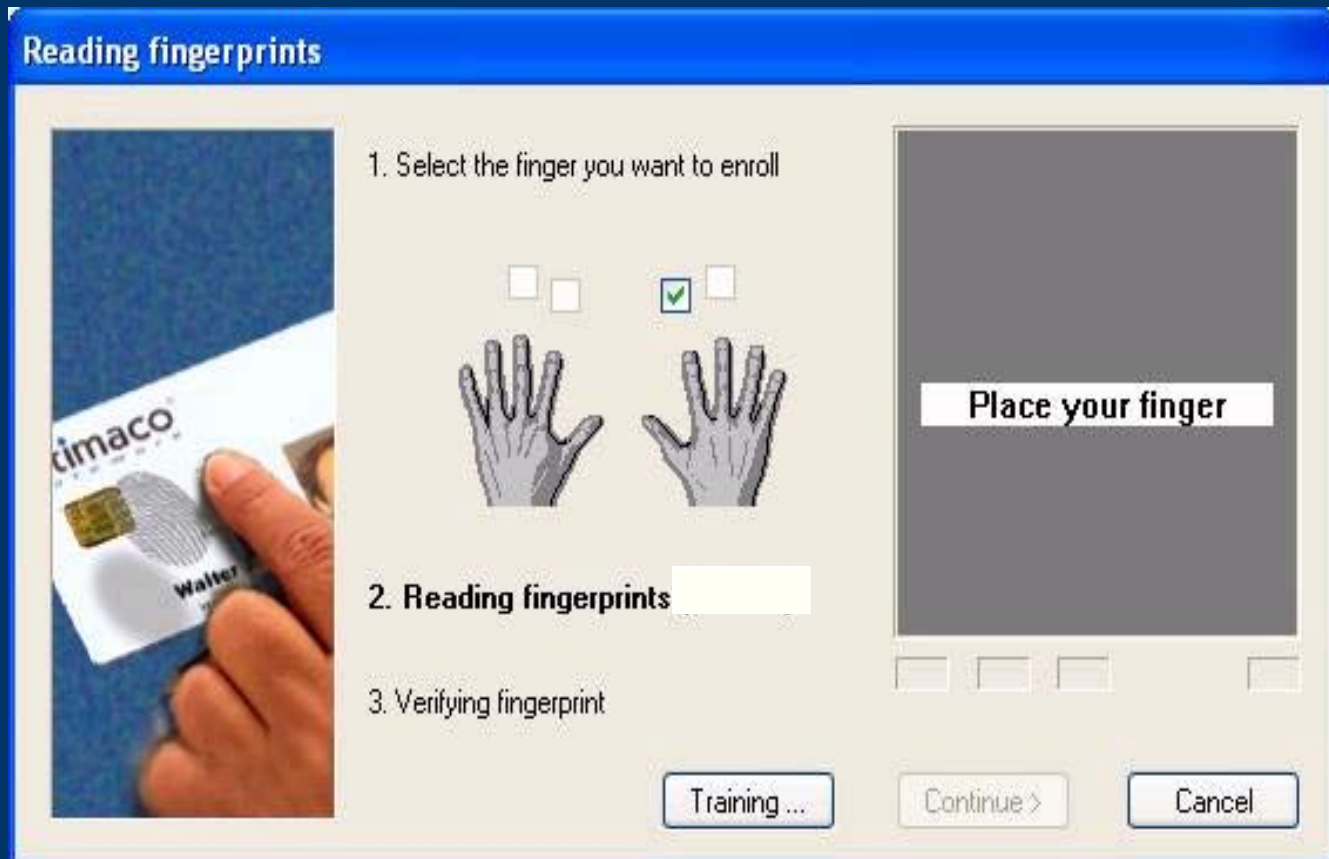 Reading fingerprints
1. Select the finger you want to enroll
timaco
Walter
Place your finger
2. Reading fingerprints
3. Verifying fingerprint
Training ...
Continue >
Cancel